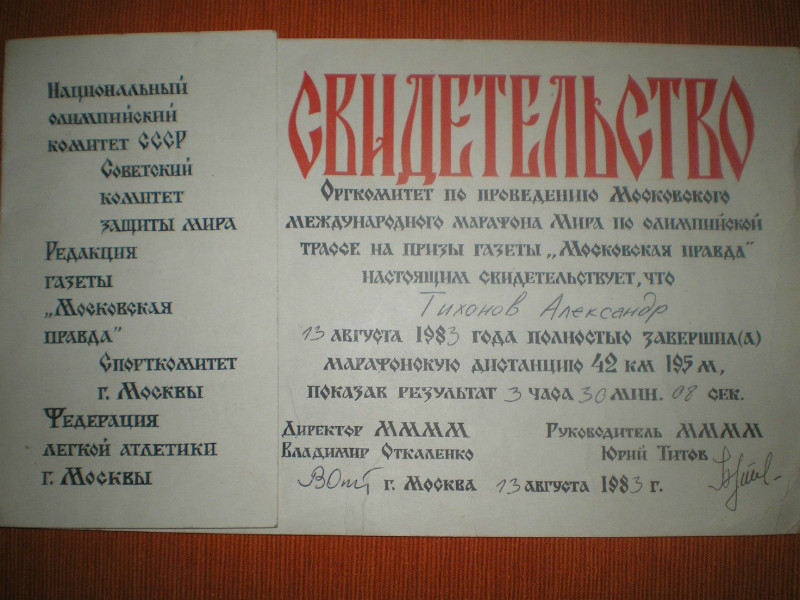 Национальный
олимпийский
комитет СССР
Советский
комитет
защиты мира
Редакция
газеты
„Московская
правда"
Спорткомитет
г. Москвы
Федерация
легкой атлетики
г. Москвы
СВИДЕТЕЛЬСТВО
Оргкомитет по проведению Московского
международного марафона Мира по олимпийской
трассе на призы газеты „Московская правда"
настоящим свидетельствует, что
Тихонов Александр
13 августа 1983 года полностью завершил(а)
марафонскую дистанцию 42 км 195 м,
показав результат 3 часа 30 мин. 08 сек.
Директор ММММ Руководитель ММММ
Владимир Откаленко Юрий Титов
г. Москва 13 августа 1983 г.